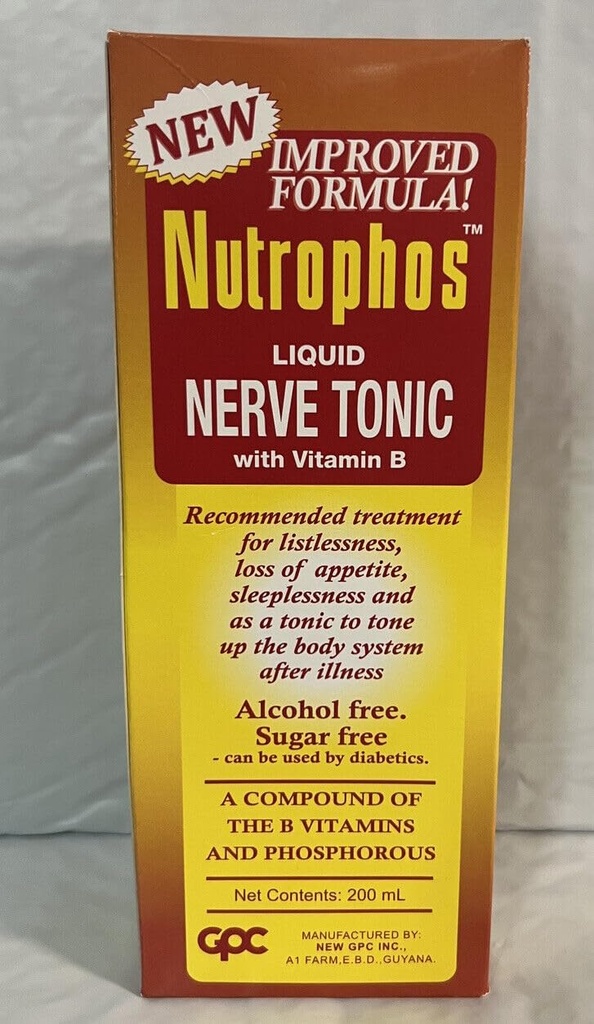 NEW
IMPROVED
FORMULA!
Nutrophos™
LIQUID
NERVE TONIC
with Vitamin B
Recommended treatment
for listlessness,
loss of appetite,
sleeplessness and
as a tonic to tone
up the body system
after illness
Alcohol free.
Sugar free
- can be used by diabetics.
A COMPOUND OF
THE B VITAMINS
AND PHOSPHOROUS
Net Contents: 200 mL
GPC
MANUFACTURED BY:
NEW GPC INC.,
A1 FARM,E.B.D.,GUYANA.